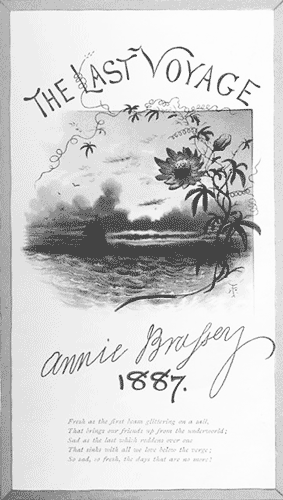 THE LAST VOYAGE
Annie Brassey
1887.
Fresh as the first beam glittering on a sail,
That brings our friends up from the underworld;
Sad as the last which reddens over one
That sinks with all we love below the verge;
So sad, so fresh, the days that are no more!